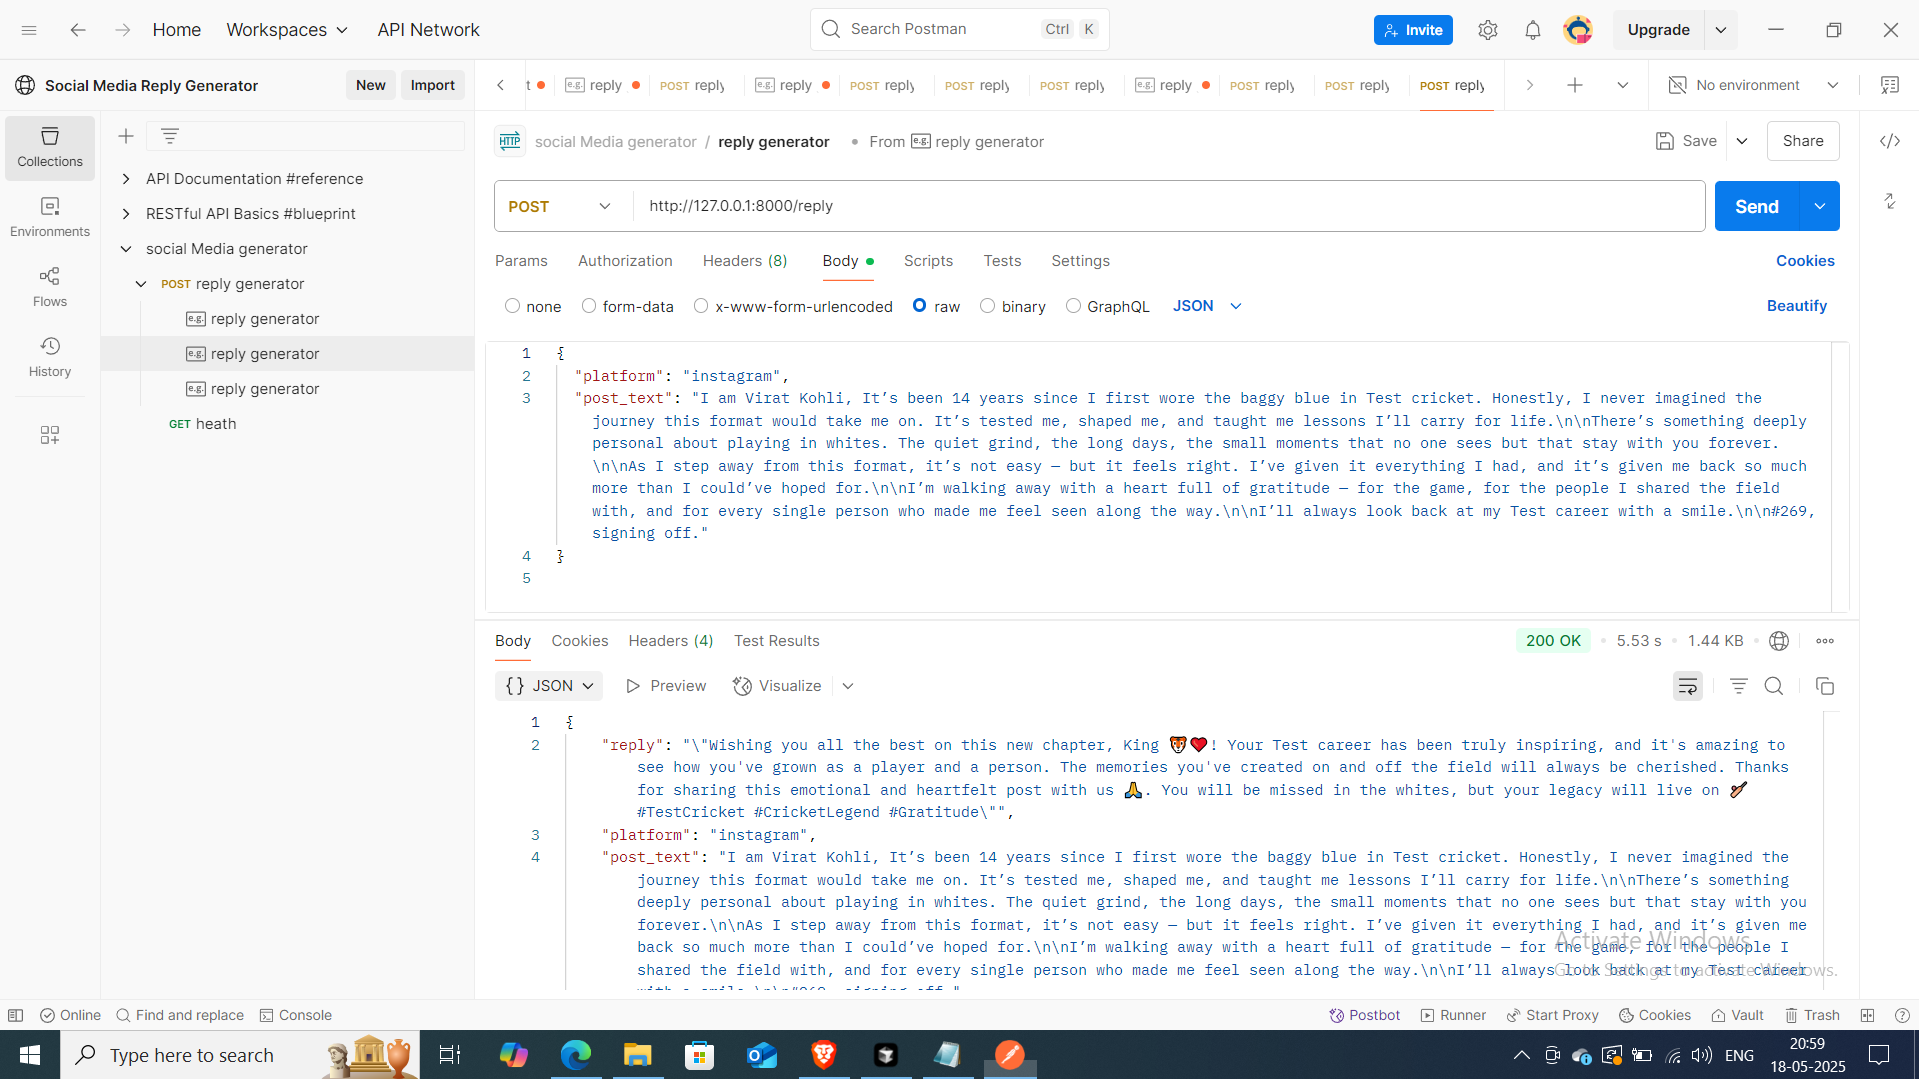 Home Workspaces API Network Search Postman Ctrl K Invite Upgrade
Social Media Reply Generator New Import
t e.g. reply POST reply e.g. reply POST reply POST reply POST reply e.g. reply POST reply POST reply POST reply No environment
Collections
Environments
Flows
History
API Documentation #reference
RESTful API Basics #blueprint
social Media generator
POST reply generator
e.g. reply generator
e.g. reply generator
e.g. reply generator
GET heath
HTTP social Media generator / reply generator • From e.g. reply generator Save Share
POST http://127.0.0.1:8000/reply Send
Params Authorization Headers (8) Body Scripts Tests Settings Cookies
none form-data x-www-form-urlencoded raw binary GraphQL JSON Beautify
1 {
2 "platform": "instagram",
3 "post_text": "I am Virat Kohli, It’s been 14 years since I first wore the baggy blue in Test cricket. Honestly, I never imagined the
journey this format would take me on. It’s tested me, shaped me, and taught me lessons I’ll carry for life.\n\nThere’s something deeply
personal about playing in whites. The quiet grind, the long days, the small moments that no one sees but that stay with you forever.
\n\nAs I step away from this format, it’s not easy — but it feels right. I’ve given it everything I had, and it’s given me back so much
more than I could’ve hoped for.\n\nI’m walking away with a heart full of gratitude — for the game, for the people I shared the field
with, and for every single person who made me feel seen along the way.\n\nI’ll always look back at my Test career with a smile.\n\n#269,
signing off."
4 }
5
Body Cookies Headers (4) Test Results 200 OK • 5.53 s • 1.44 KB •
{} JSON Preview Visualize
1 {
2 "reply": "\"Wishing you all the best on this new chapter, King 🐯❤️! Your Test career has been truly inspiring, and it's amazing to
see how you've grown as a player and a person. The memories you've created on and off the field will always be cherished. Thanks
for sharing this emotional and heartfelt post with us 🙏. You will be missed in the whites, but your legacy will live on 🏏
#TestCricket #CricketLegend #Gratitude\"",
3 "platform": "instagram",
4 "post_text": "I am Virat Kohli, It’s been 14 years since I first wore the baggy blue in Test cricket. Honestly, I never imagined the
journey this format would take me on. It’s tested me, shaped me, and taught me lessons I’ll carry for life.\n\nThere’s something
deeply personal about playing in whites. The quiet grind, the long days, the small moments that no one sees but that stay with you
forever.\n\nAs I step away from this format, it’s not easy — but it feels right. I’ve given it everything I had, and it’s given me
back so much more than I could’ve hoped for.\n\nI’m walking away with a heart full of gratitude — for the game, for the people I
shared the field with, and for every single person who made me feel seen along the way.\n\nI’ll always look back at my Test career
with a smile.\n\n#269, signing off."
Activate Windows
Go to Settings to activate Windows.
Online Find and replace Console Postbot Runner Start Proxy Cookies Vault Trash
Type here to search ENG 20:59
18-05-2025